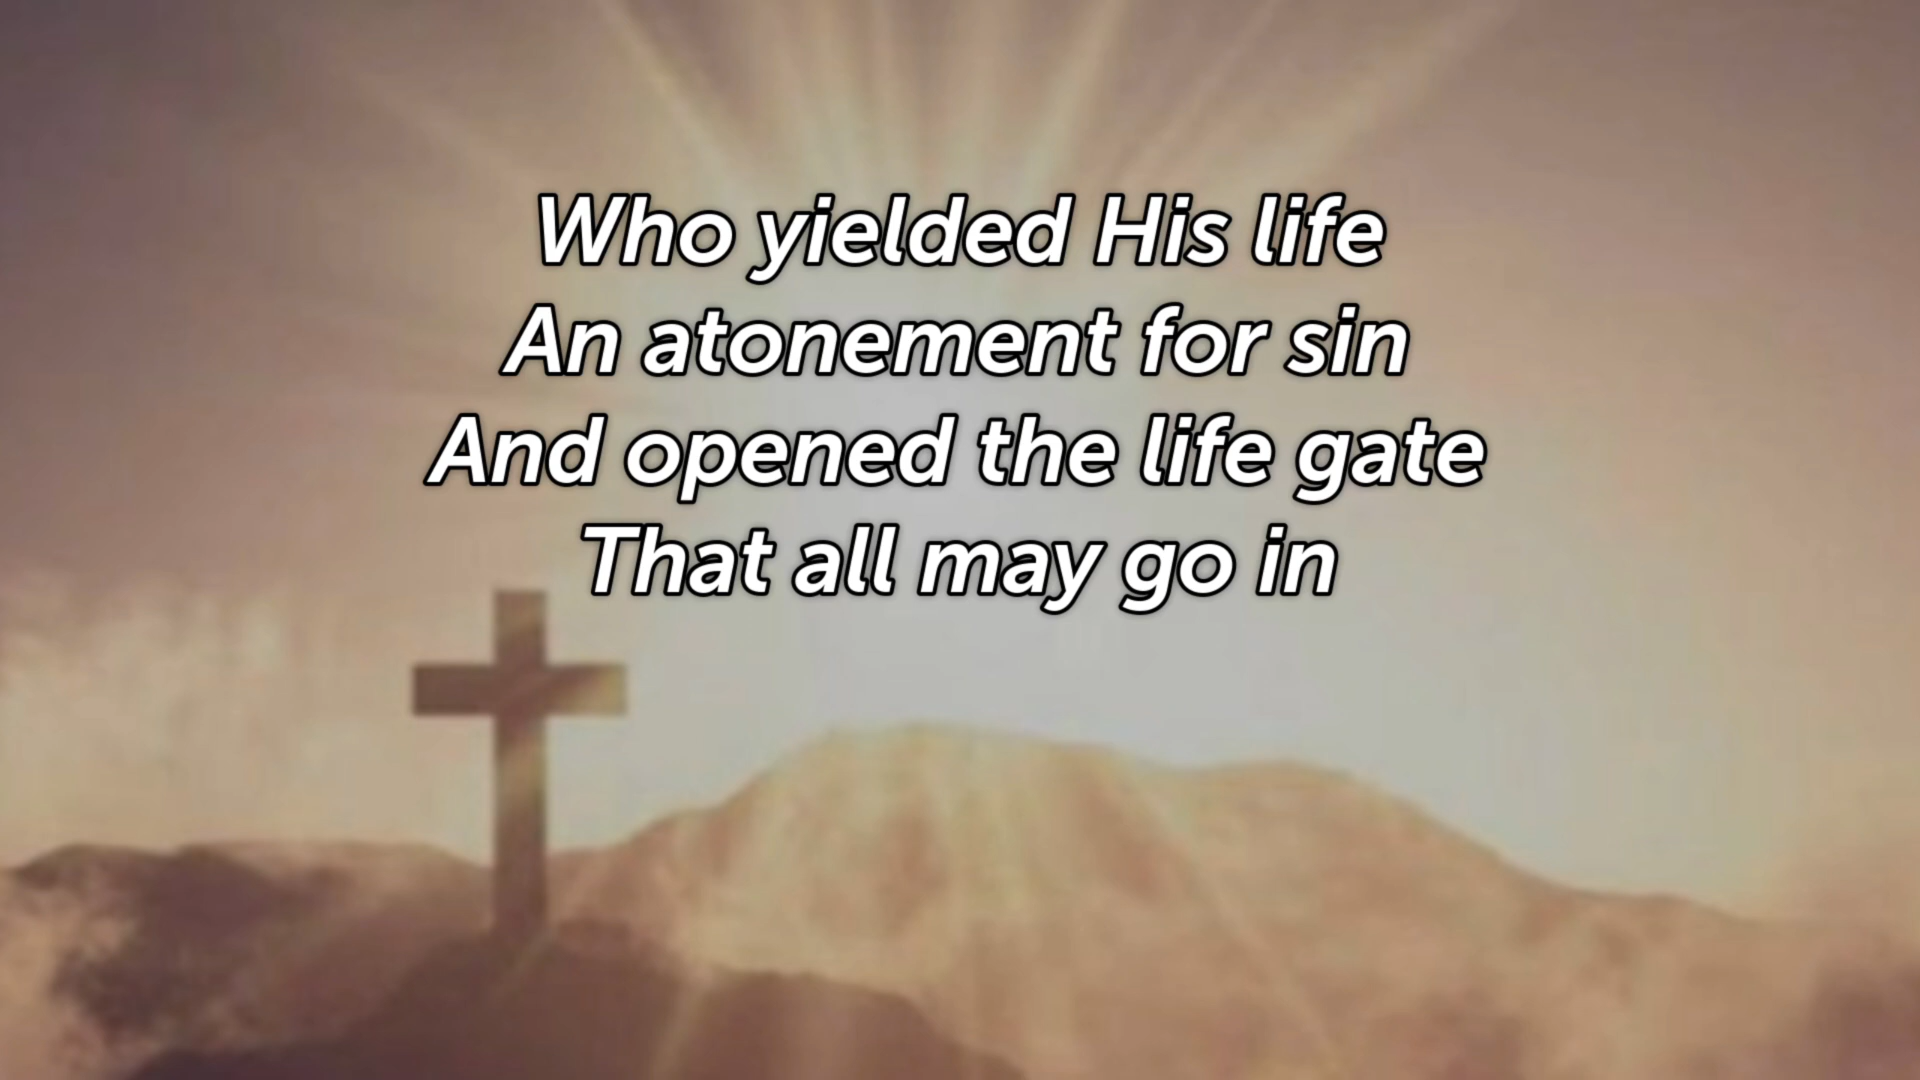 Who yielded His life
An atonement for sin
And opened the life gate
That all may go in